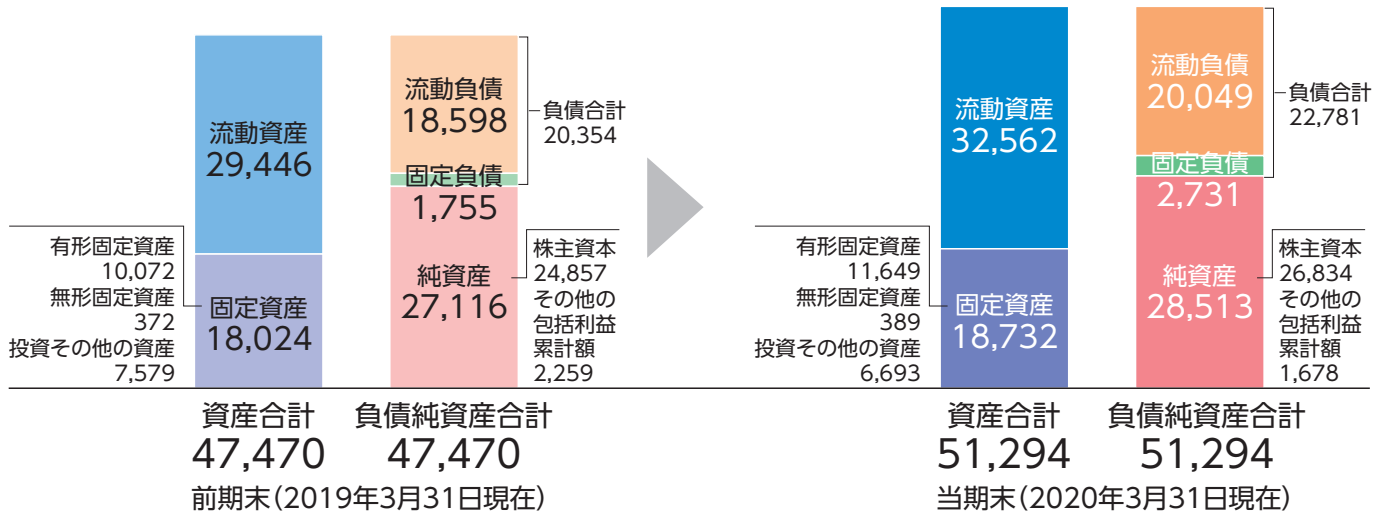 流動資産
29,446
有形固定資産
10,072
無形固定資産
372
投資その他の資産
7,579
固定資産
18,024
流動負債
18,598
固定負債
1,755
負債合計
20,354
純資産
27,116
株主資本
24,857
その他の
包括利益
累計額
2,259
資産合計
47,470
負債純資産合計
47,470
前期末(2019年3月31日現在)
流動資産
32,562
有形固定資産
11,649
無形固定資産
389
投資その他の資産
6,693
固定資産
18,732
流動負債
20,049
固定負債
2,731
負債合計
22,781
純資産
28,513
株主資本
26,834
その他の
包括利益
累計額
1,678
資産合計
51,294
負債純資産合計
51,294
当期末(2020年3月31日現在)